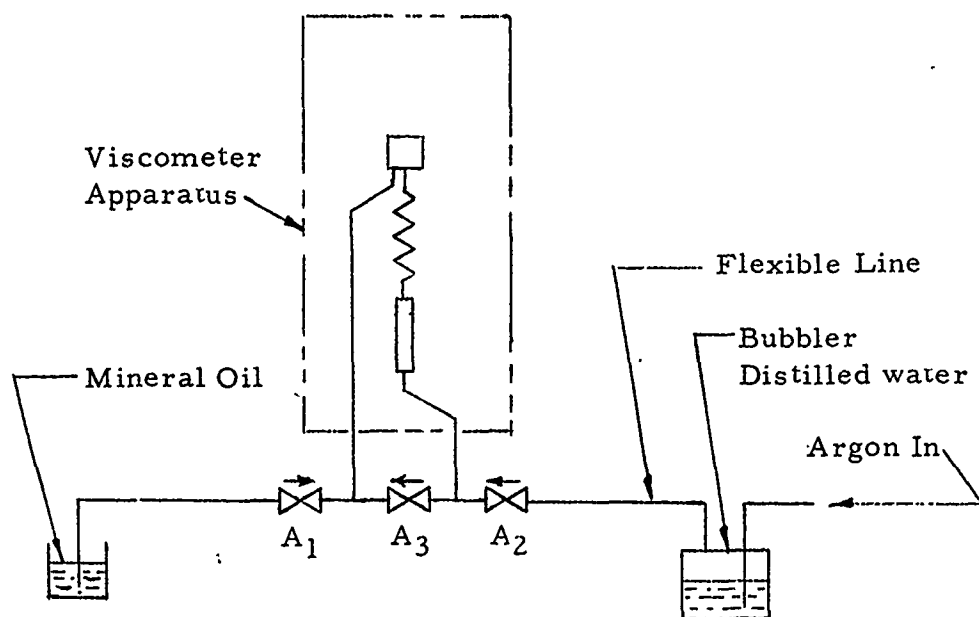 Viscometer
Apparatus
Flexible Line
Bubbler
Distilled water
Mineral Oil
Argon In
A1
A3
A2